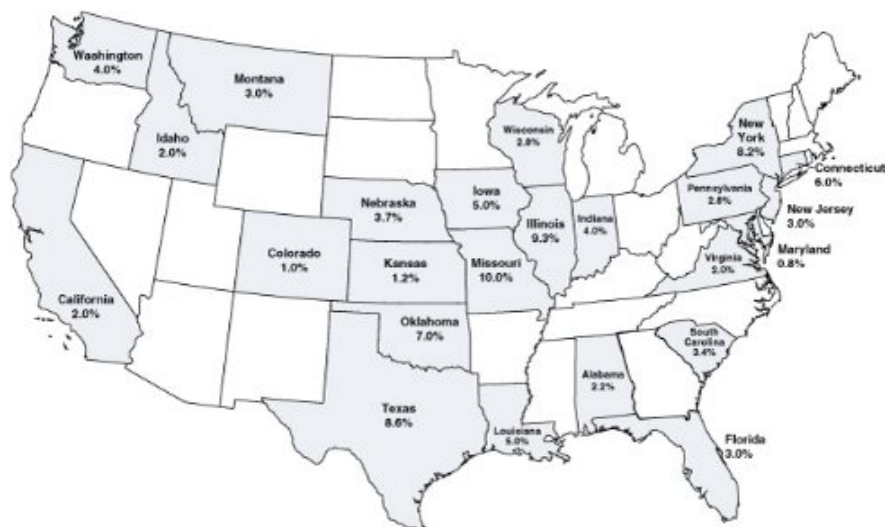 Washington
4.0%
Montana
3.0%
Idaho
2.0%
Wisconsin
2.8%
New
York
8.2%
Connecticut
6.0%
Pennsylvania
2.8%
New Jersey
3.0%
Maryland
0.8%
Nebraska
3.7%
Iowa
5.0%
Illinois
9.3%
Indiana
4.0%
Colorado
1.0%
Kansas
1.2%
Missouri
10.0%
Virginia
2.0%
California
2.0%
Oklahoma
7.0%
South
Carolina
3.4%
Alabama
2.2%
Texas
8.6%
Louisiana
5.0%
Florida
3.0%